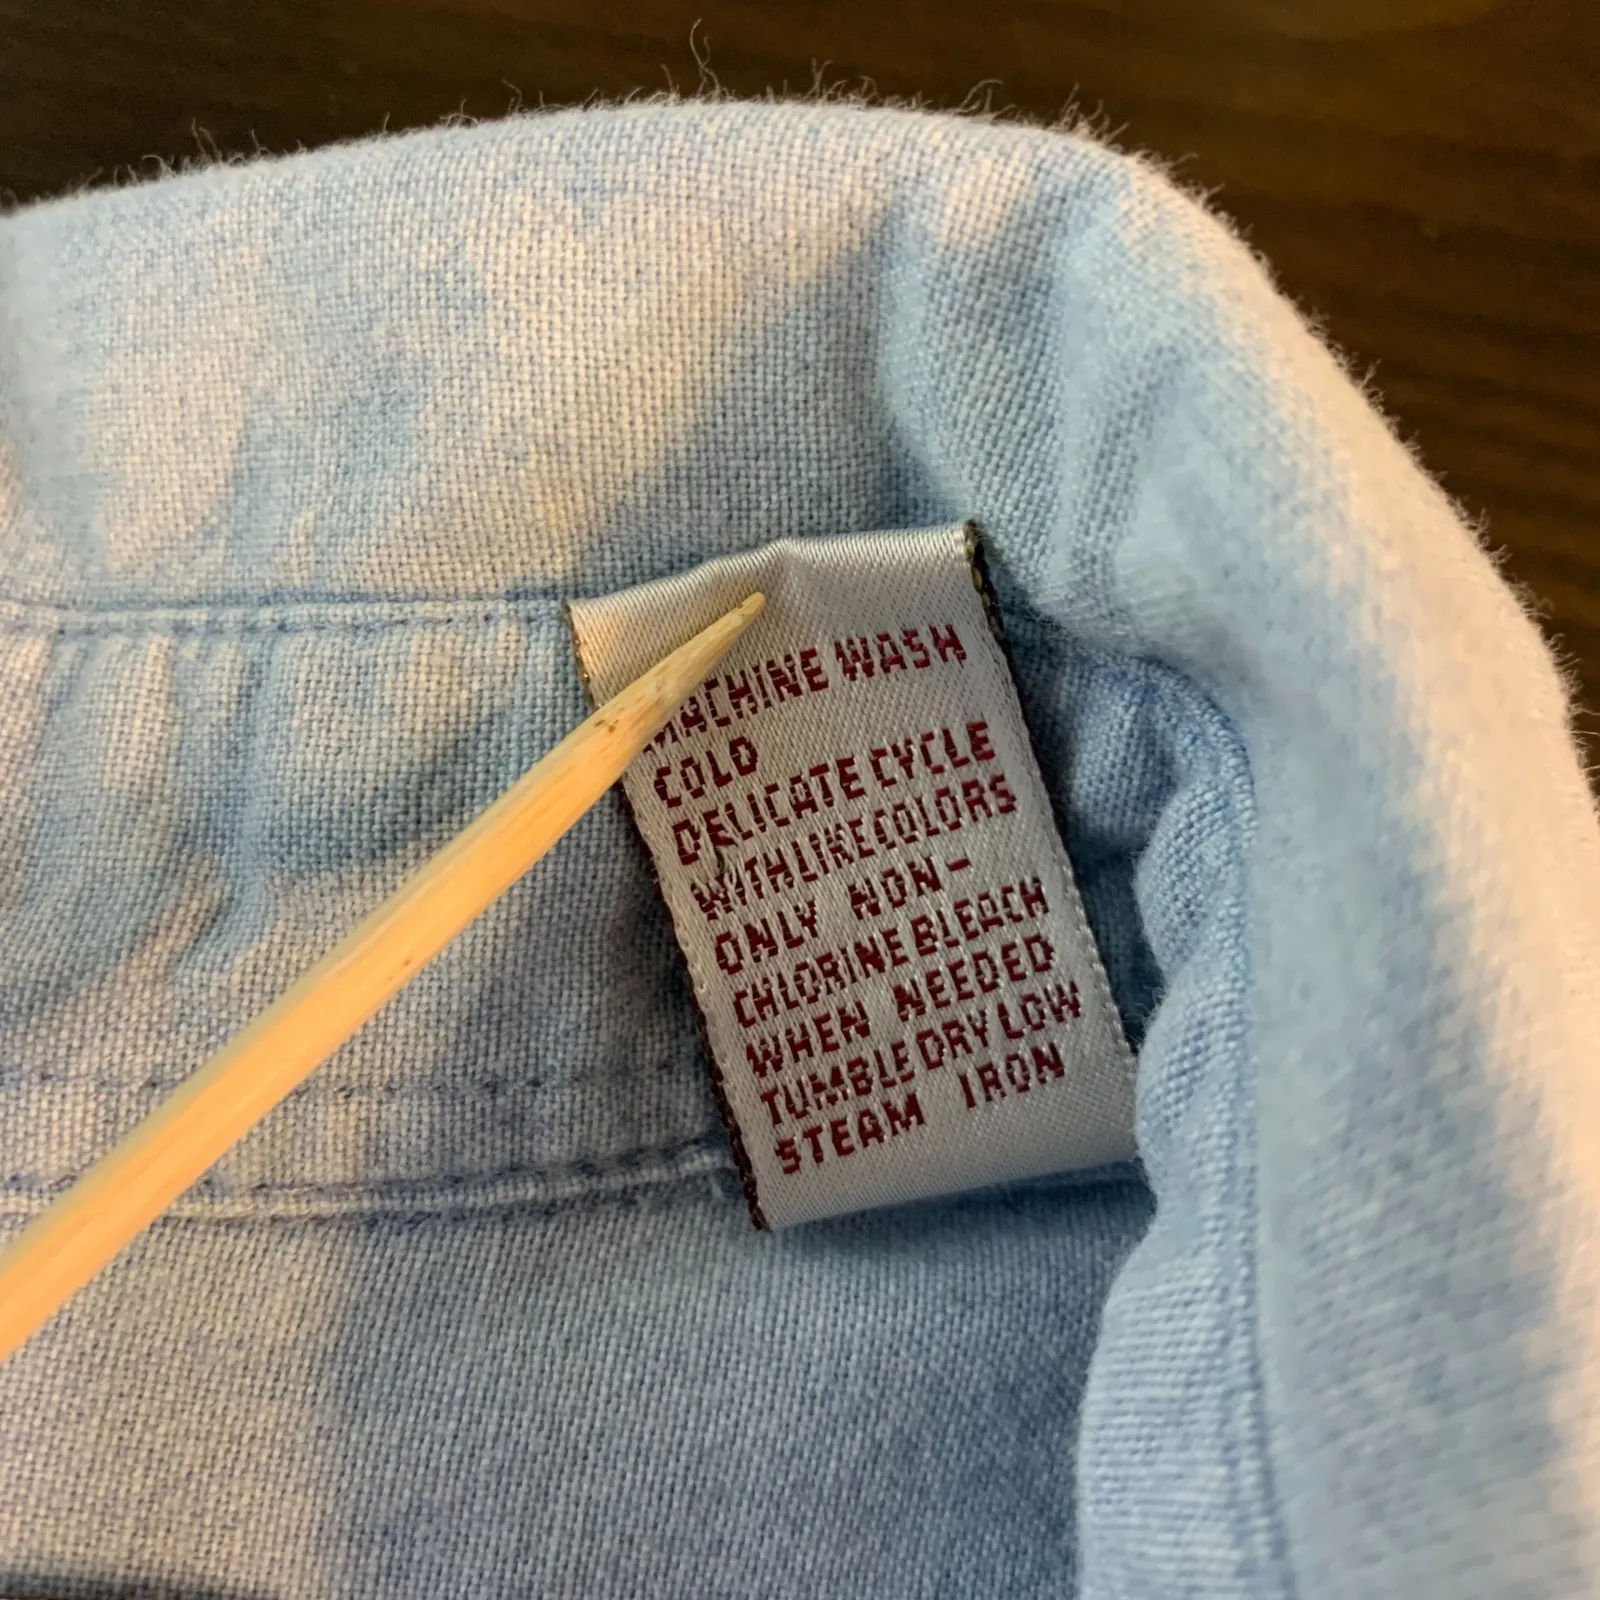 MACHINE WASH
COLD
DELICATE CYCLE
WITH LIKE COLORS
ONLY NON-
CHLORINE BLEACH
WHEN NEEDED
TUMBLE DRY LOW
STEAM IRON